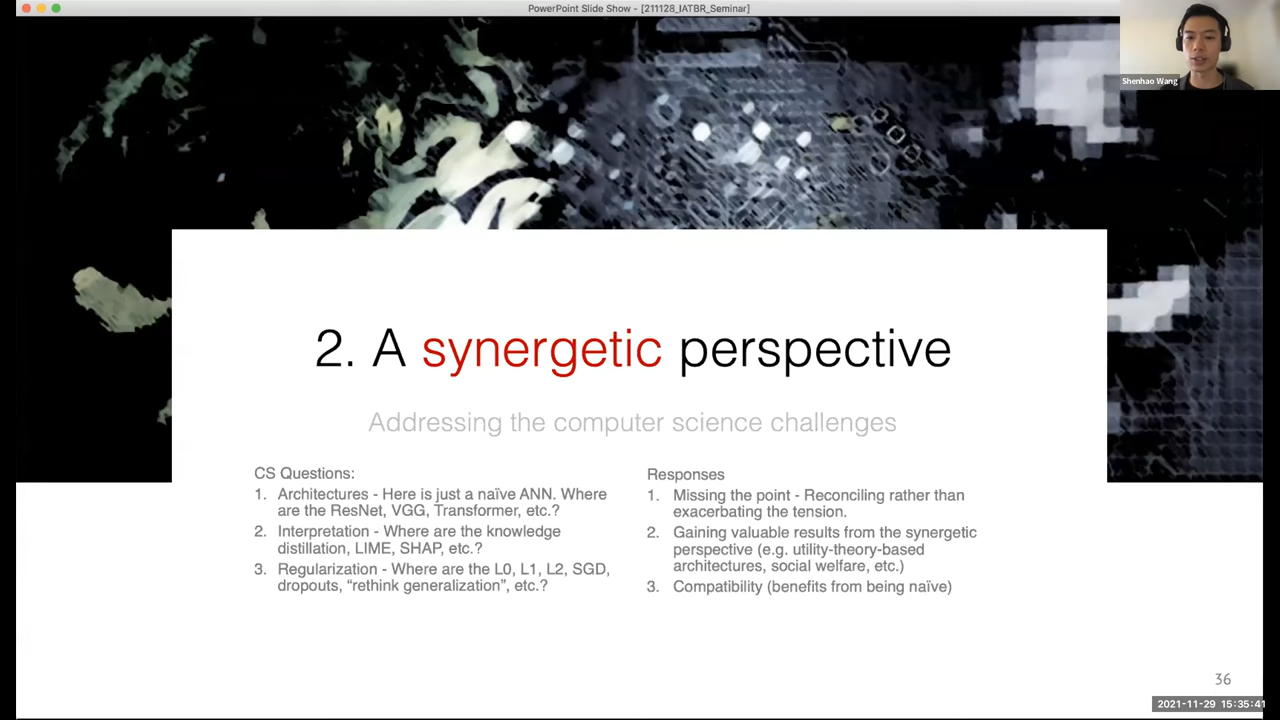 PowerPoint Slide Show - [211128_IATBR_Seminar]
Shenhao Wang
2. A synergetic perspective
Addressing the computer science challenges
CS Questions:
1. Architectures - Here is just a naïve ANN. Where
are the ResNet, VGG, Transformer, etc.?
2. Interpretation - Where are the knowledge
distillation, LIME, SHAP, etc.?
3. Regularization - Where are the L0, L1, L2, SGD,
dropouts, “rethink generalization”, etc.?
Responses
1. Missing the point - Reconciling rather than
exacerbating the tension.
2. Gaining valuable results from the synergetic
perspective (e.g. utility-theory-based
architectures, social welfare, etc.)
3. Compatibility (benefits from being naïve)
36
2021-11-29 15:35:41